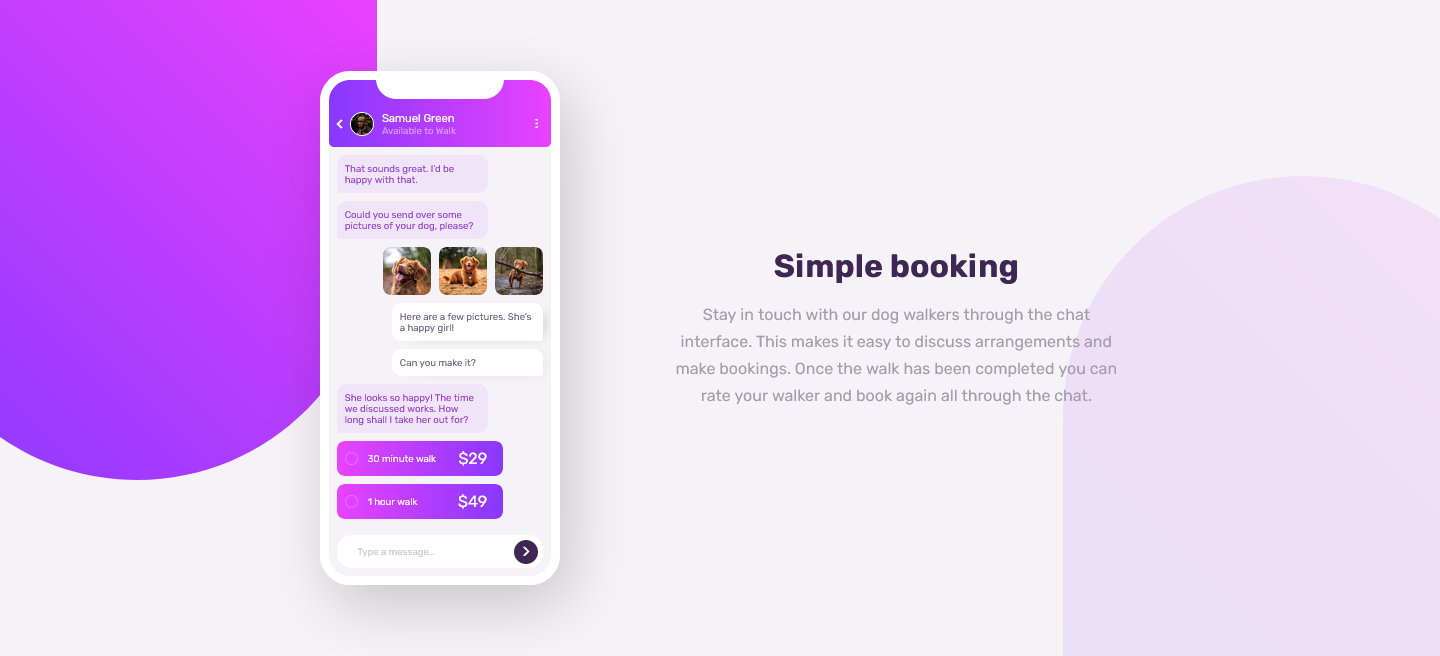 Samuel Green
Available to Walk
That sounds great. I'd be
happy with that.
Could you send over some
pictures of your dog, please?
Here are a few pictures. She's
a happy girl!
Can you make it?
She looks so happy! The time
we discussed works. How
long shall I take her out for?
30 minute walk $29
1 hour walk $49
Type a message…
Simple booking
Stay in touch with our dog walkers through the chat
interface. This makes it easy to discuss arrangements and
make bookings. Once the walk has been completed you can
rate your walker and book again all through the chat.